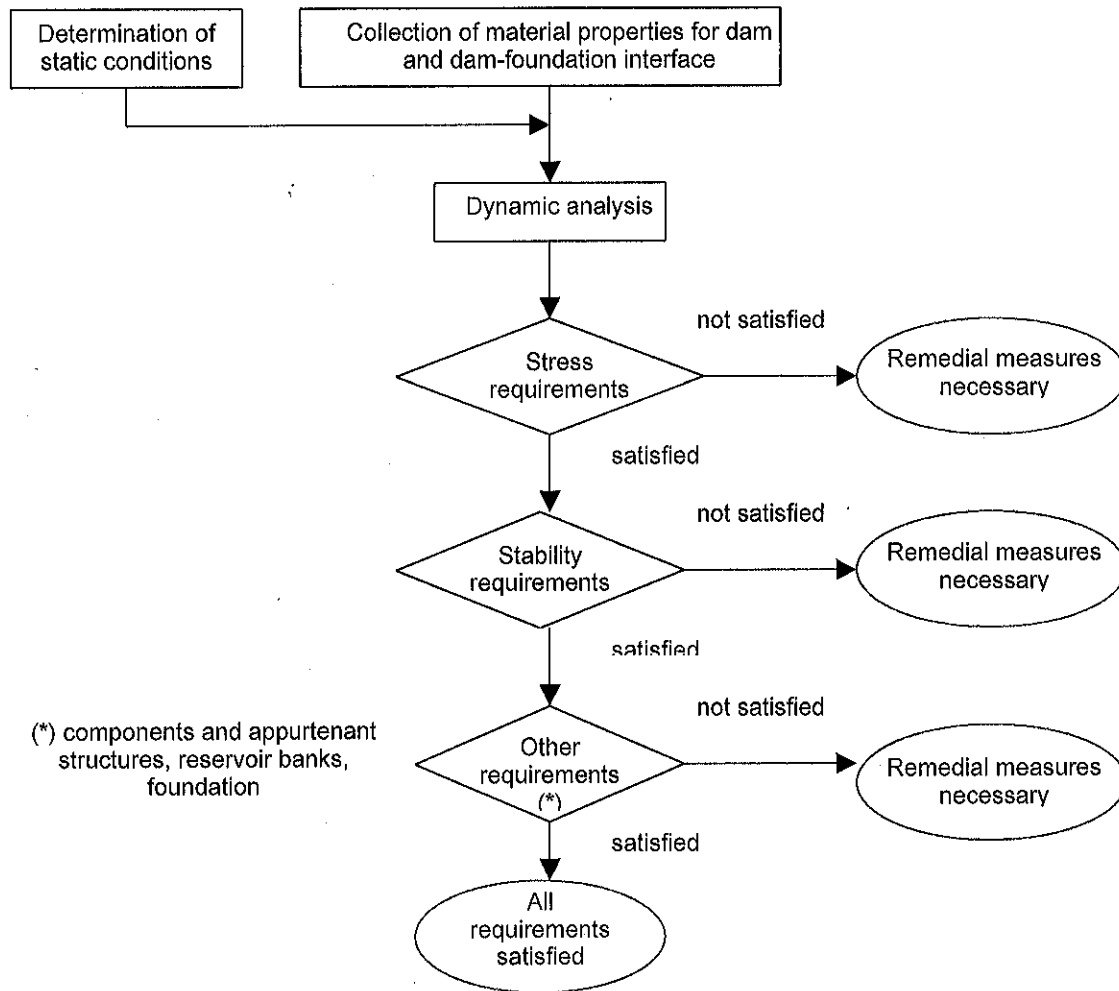 Determination of
static conditions
Collection of material properties for dam
and dam-foundation interface
Dynamic analysis
Stress
requirements
not satisfied
Remedial measures
necessary
satisfied
Stability
requirements
not satisfied
Remedial measures
necessary
satisfied
(*) components and appurtenant
structures, reservoir banks,
foundation
Other
requirements
(*)
not satisfied
Remedial measures
necessary
satisfied
All
requirements
satisfied